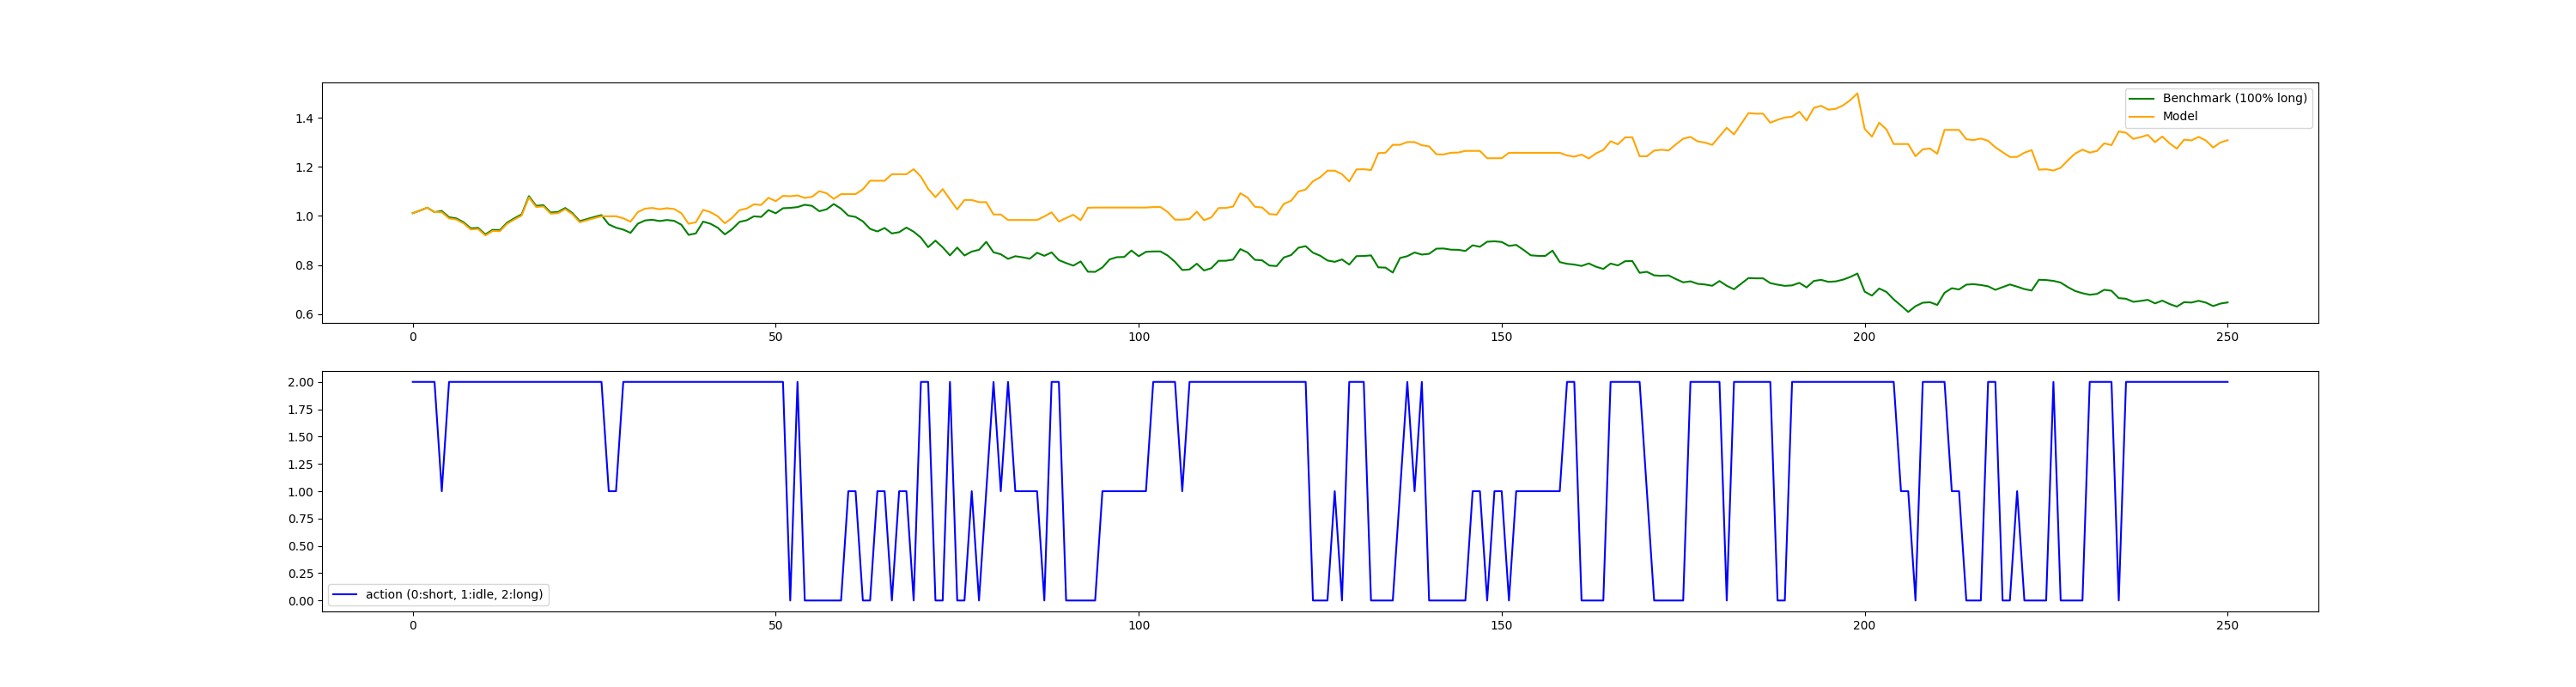 1.4
1.2
1.0
0.8
0.6
Benchmark (100% long)
Model
0 50 100 150 200 250
2.00
1.75
1.50
1.25
1.00
0.75
0.50
0.25
0.00
action (0:short, 1:idle, 2:long)
0 50 100 150 200 250